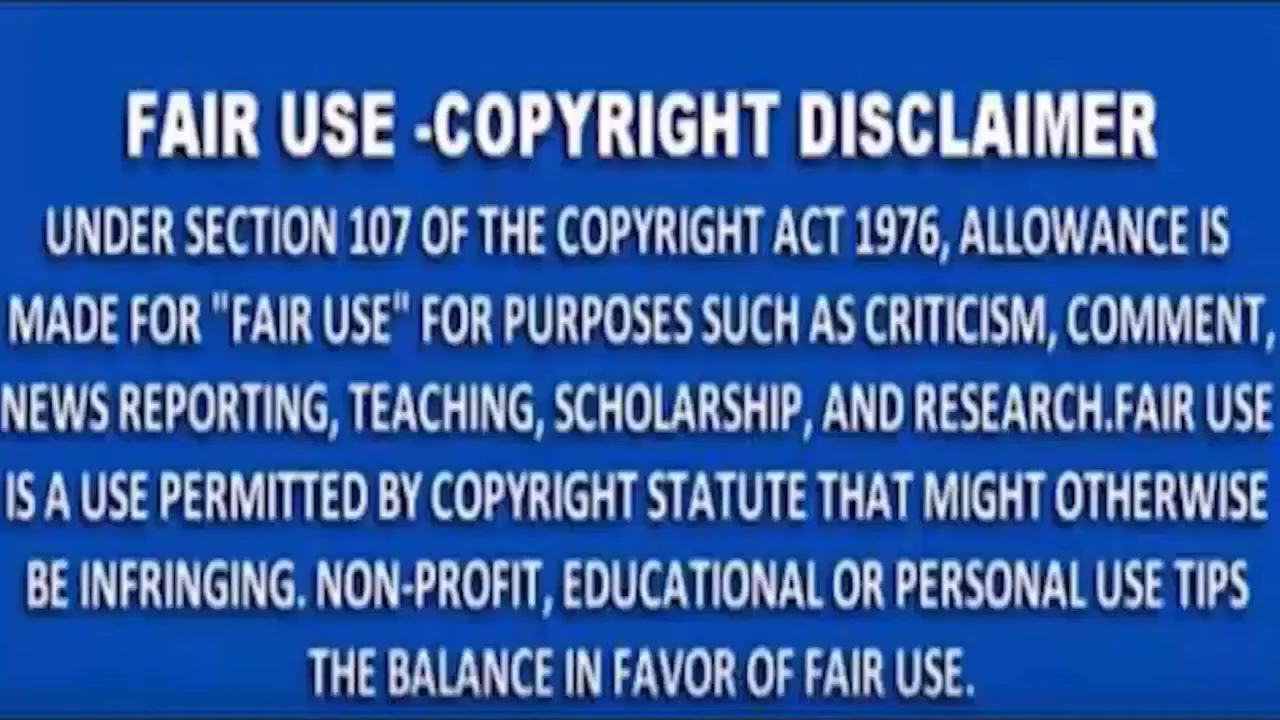 FAIR USE -COPYRIGHT DISCLAIMER
UNDER SECTION 107 OF THE COPYRIGHT ACT 1976, ALLOWANCE IS
MADE FOR "FAIR USE" FOR PURPOSES SUCH AS CRITICISM, COMMENT,
NEWS REPORTING, TEACHING, SCHOLARSHIP, AND RESEARCH.FAIR USE
IS A USE PERMITTED BY COPYRIGHT STATUTE THAT MIGHT OTHERWISE
BE INFRINGING. NON-PROFIT, EDUCATIONAL OR PERSONAL USE TIPS
THE BALANCE IN FAVOR OF FAIR USE.